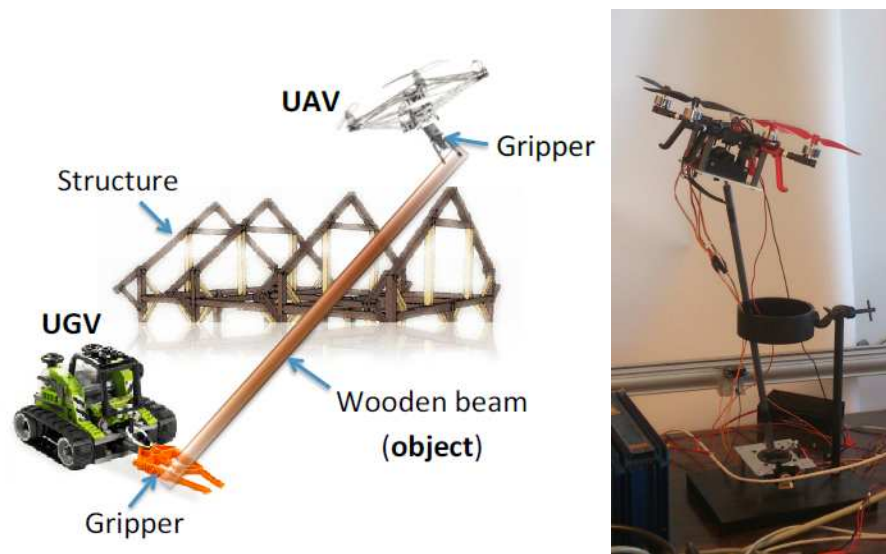 UAV
Gripper
Structure
UGV
Wooden beam
(object)
Gripper